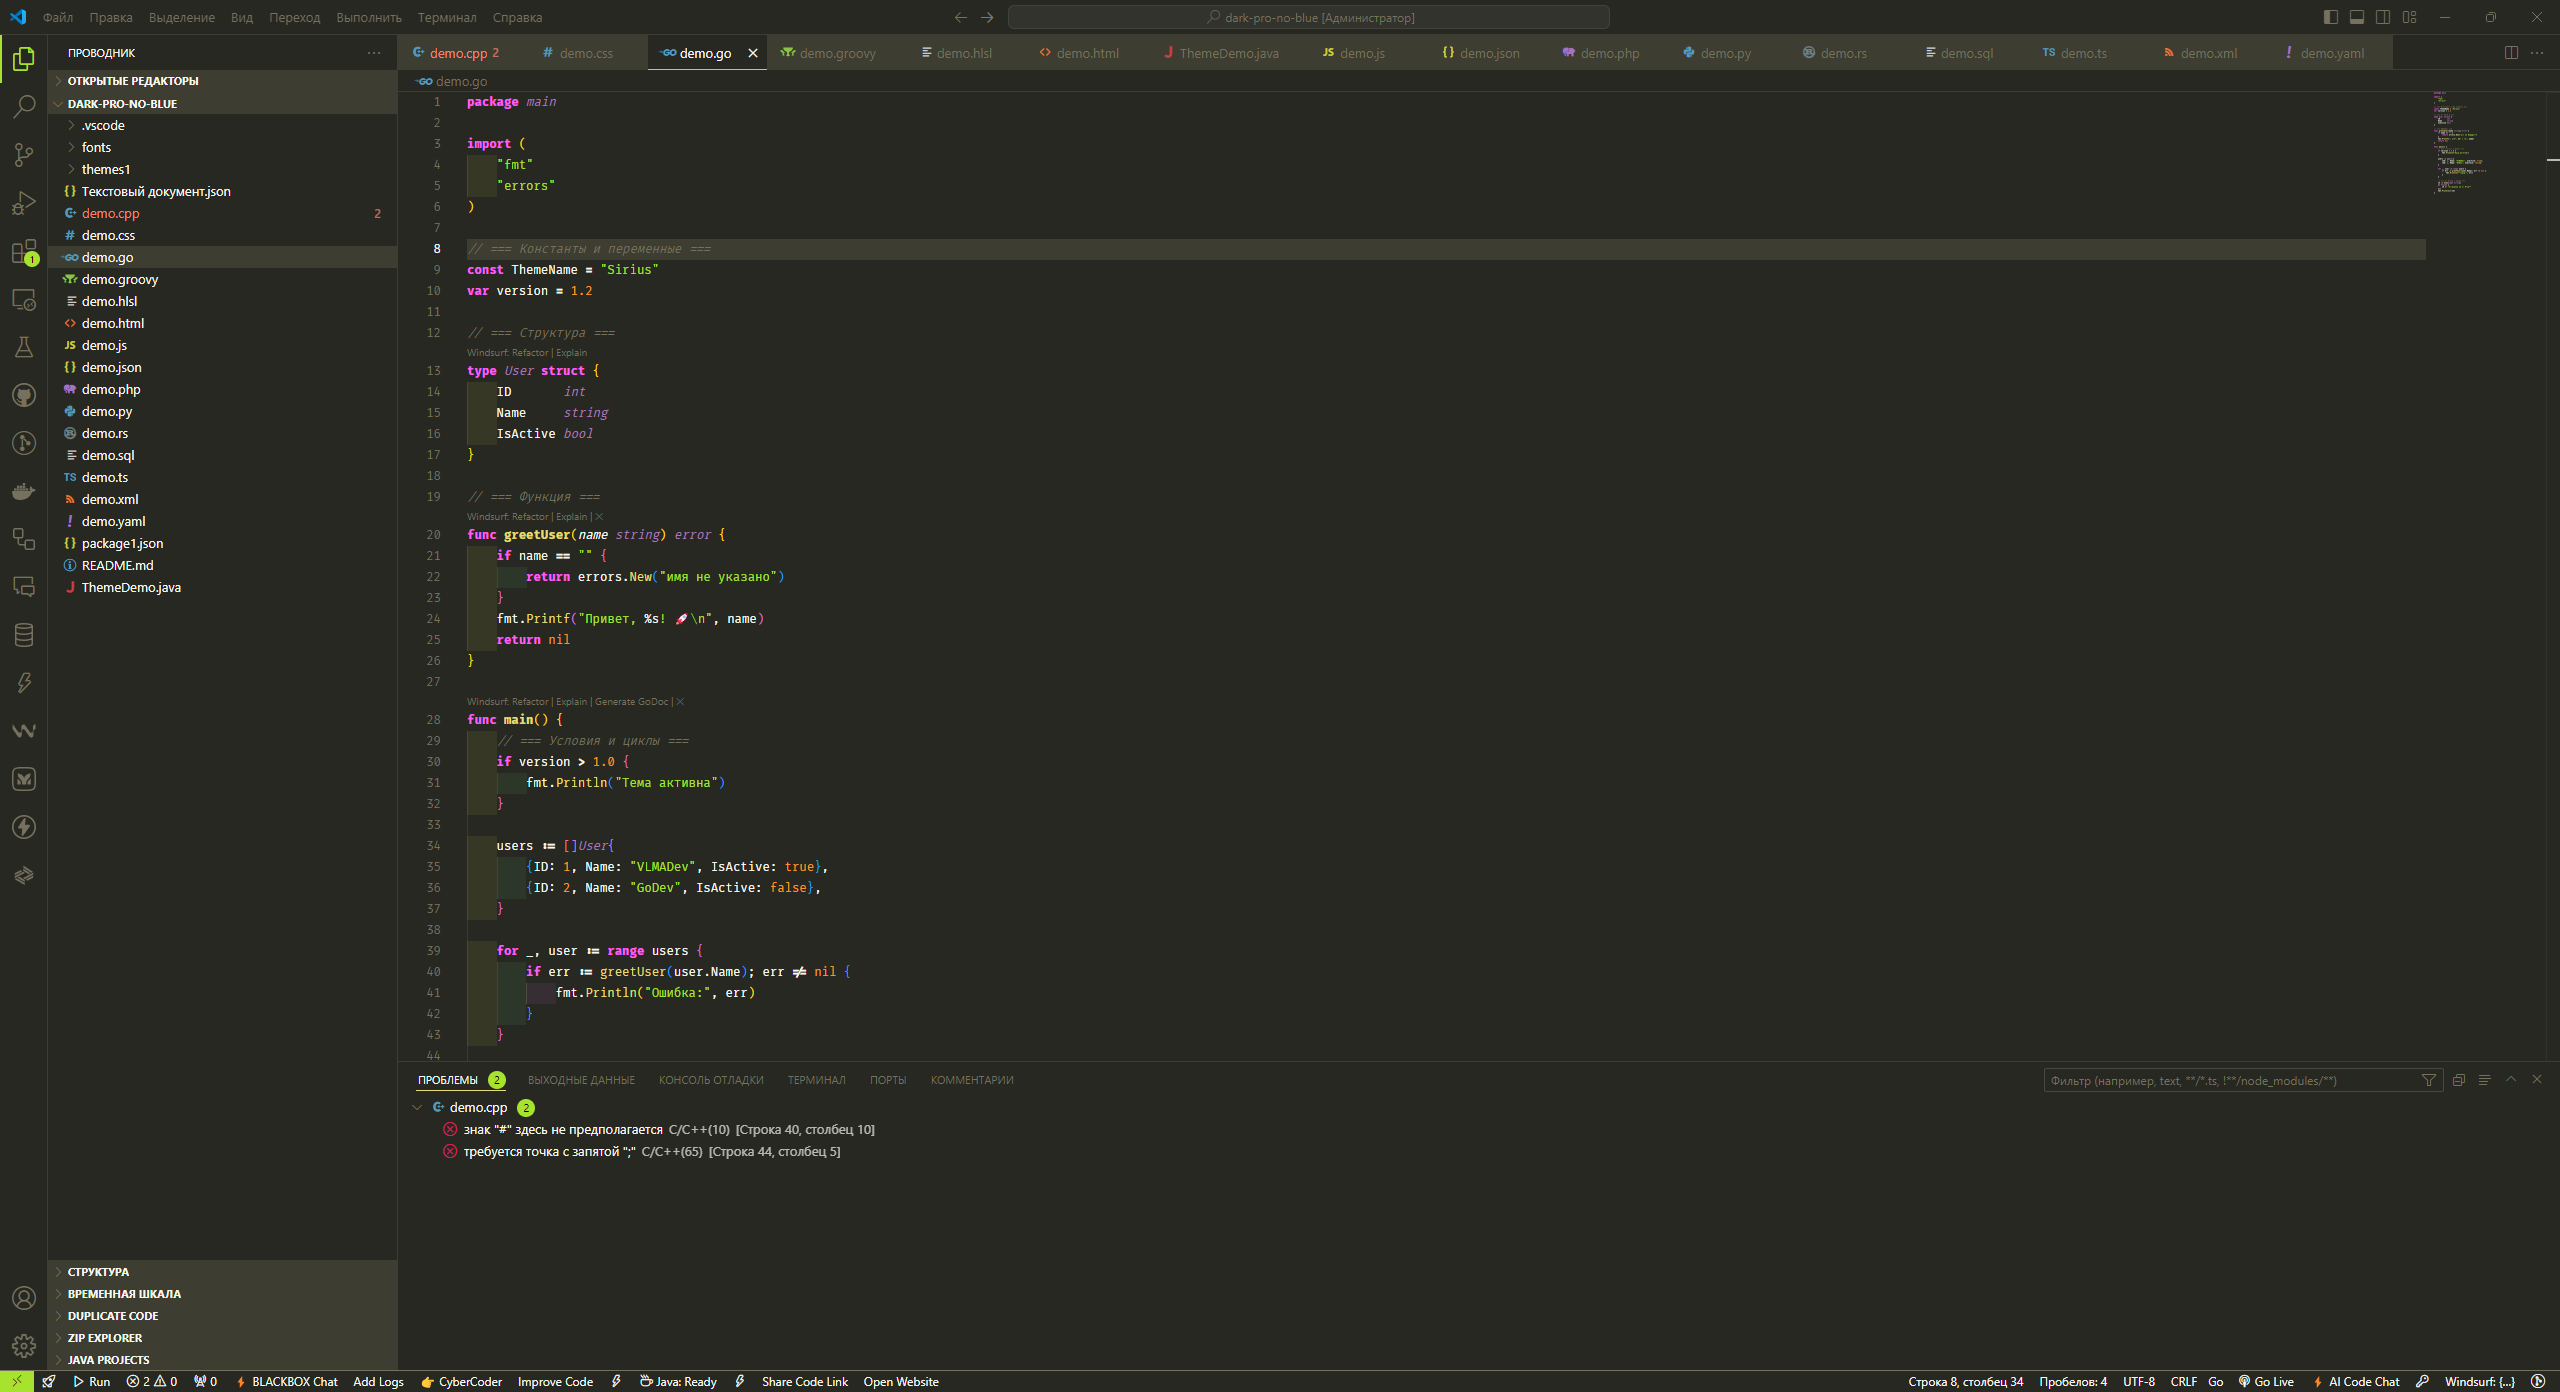 Файл Правка Выделение Вид Переход Выполнить Терминал Справка
dark-pro-no-blue [Администратор]
ПРОВОДНИК
ОТКРЫТЫЕ РЕДАКТОРЫ
DARK-PRO-NO-BLUE
.vscode
fonts
themes1
Текстовый документ.json
demo.cpp 2
demo.css
demo.go
demo.groovy
demo.hlsl
demo.html
demo.js
demo.json
demo.php
demo.py
demo.rs
demo.sql
demo.ts
demo.xml
demo.yaml
package1.json
README.md
ThemeDemo.java
СТРУКТУРА
ВРЕМЕННАЯ ШКАЛА
DUPLICATE CODE
ZIP EXPLORER
JAVA PROJECTS
1
demo.cpp 2 demo.css demo.go demo.groovy demo.hlsl demo.html ThemeDemo.java demo.js demo.json demo.php demo.py demo.rs demo.sql demo.ts demo.xml demo.yaml
demo.go
1 package main
2
3 import (
4 "fmt"
5 "errors"
6 )
7
8 // === Константы и переменные ===
9 const ThemeName = "Sirius"
10 var version = 1.2
11
12 // === Структура ===
Windsurf: Refactor | Explain
13 type User struct {
14 ID int
15 Name string
16 IsActive bool
17 }
18
19 // === Функция ===
Windsurf: Refactor | Explain | X
20 func greetUser(name string) error {
21 if name == "" {
22 return errors.New("имя не указано")
23 }
24 fmt.Printf("Привет, %s! 🚀\n", name)
25 return nil
26 }
27
Windsurf: Refactor | Explain | Generate GoDoc | X
28 func main() {
29 // === Условия и циклы ===
30 if version > 1.0 {
31 fmt.Println("Тема активна")
32 }
33
34 users := []User{
35 {ID: 1, Name: "VLMADev", IsActive: true},
36 {ID: 2, Name: "GoDev", IsActive: false},
37 }
38
39 for _, user := range users {
40 if err := greetUser(user.Name); err != nil {
41 fmt.Println("Ошибка:", err)
42 }
43 }
44
ПРОБЛЕМЫ 2 ВЫХОДНЫЕ ДАННЫЕ КОНСОЛЬ ОТЛАДКИ ТЕРМИНАЛ ПОРТЫ КОММЕНТАРИИ
Фильтр (например, text, **/*.ts, !**/node_modules/**)
demo.cpp 2
знак "#" здесь не предполагается C/C++(10) [Строка 40, столбец 10]
требуется точка с запятой ";" C/C++(65) [Строка 44, столбец 5]
Run 2 0 0 BLACKBOX Chat Add Logs CyberCoder Improve Code Java: Ready Share Code Link Open Website
Строка 8, столбец 34 Пробелов: 4 UTF-8 CRLF Go Go Live AI Code Chat Windsurf: {...}